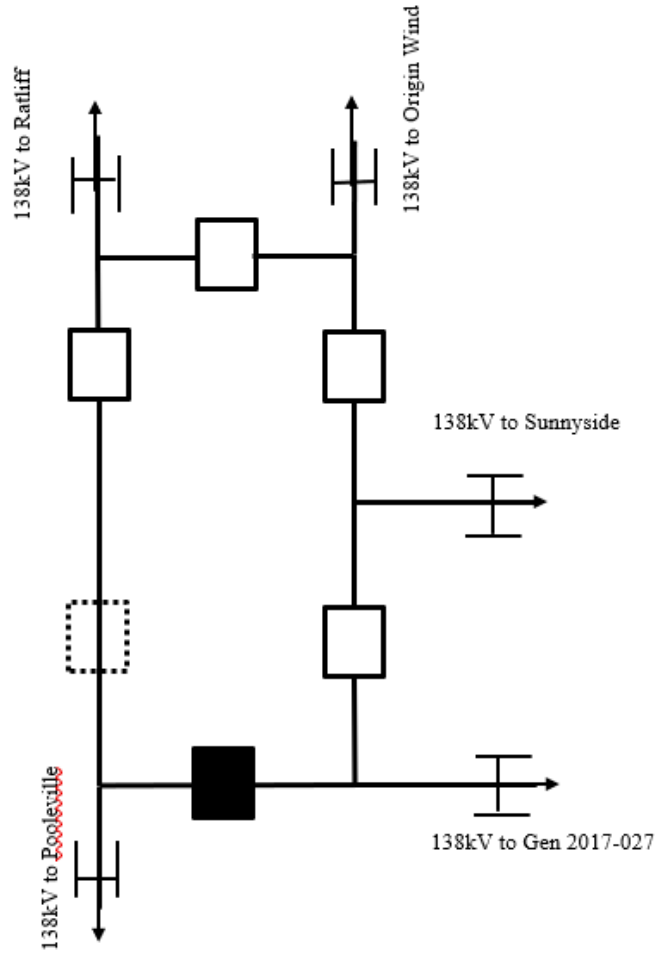 138kV to Ratliff
138kV to Origin Wind
138kV to Sunnyside
138kV to Pooleville
138kV to Gen 2017-027